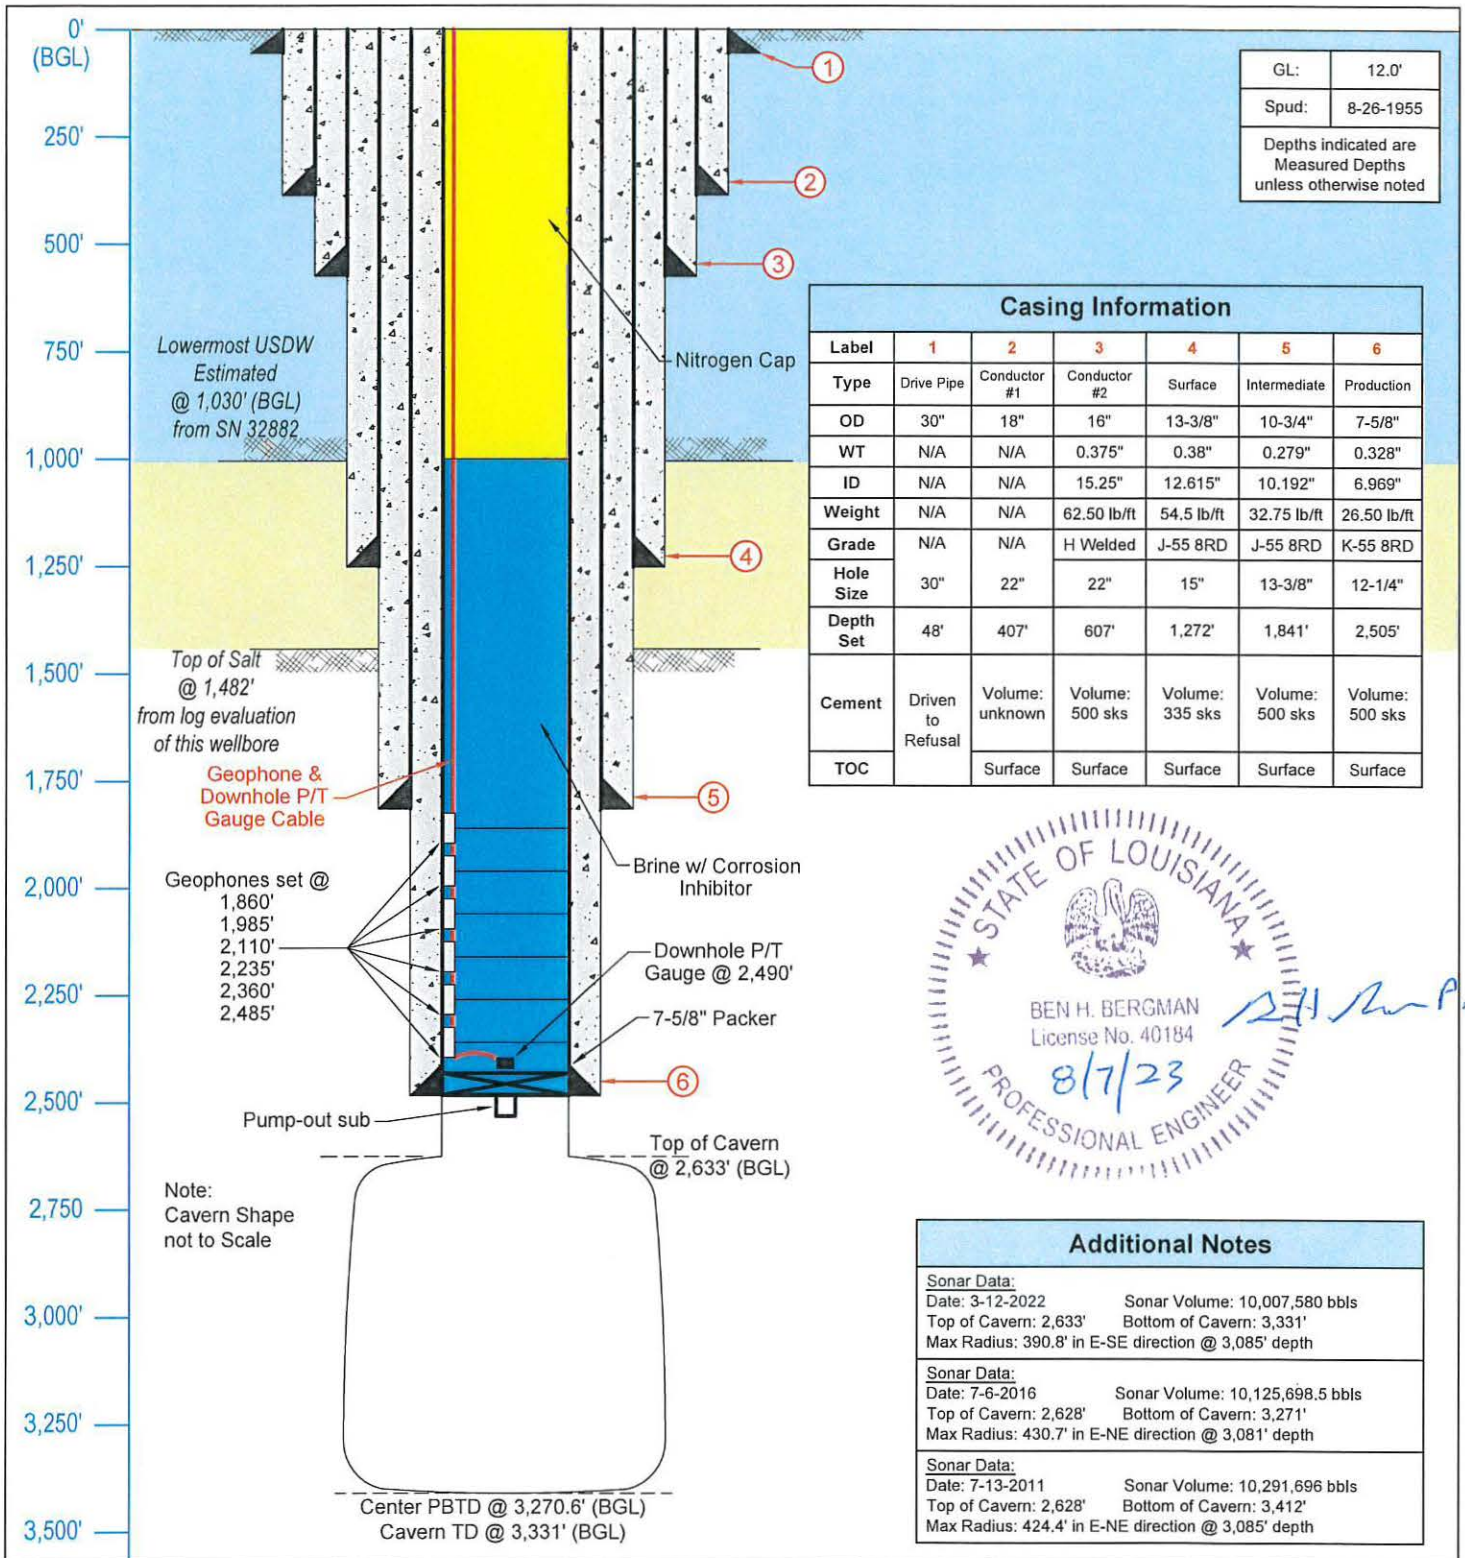 0'
(BGL)
250'
500'
750'
1,000'
1,250'
1,500'
1,750'
2,000'
2,250'
2,500'
2,750
3,000'
3,250'
3,500'
1
2
3
4
5
6
GL: 12.0'
Spud: 8-26-1955
Depths indicated are
Measured Depths
unless otherwise noted
Lowermost USDW
Estimated
@ 1,030' (BGL)
from SN 32882
Nitrogen Cap
Top of Salt
@ 1,482'
from log evaluation
of this wellbore
Geophone &
Downhole P/T
Gauge Cable
Geophones set @
1,860'
1,985'
2,110'
2,235'
2,360'
2,485'
Brine w/ Corrosion
Inhibitor
Downhole P/T
Gauge @ 2,490'
7-5/8" Packer
Pump-out sub
Top of Cavern
@ 2,633' (BGL)
Note:
Cavern Shape
not to Scale
Center PBTD @ 3,270.6' (BGL)
Cavern TD @ 3,331' (BGL)
Casing Information
Label 1 2 3 4 5 6
Type Drive Pipe Conductor #1 Conductor #2 Surface Intermediate Production
OD 30" 18" 16" 13-3/8" 10-3/4" 7-5/8"
WT N/A N/A 0.375" 0.38" 0.279" 0.328"
ID N/A N/A 15.25" 12.615" 10.192" 6.969"
Weight N/A N/A 62.50 lb/ft 54.5 lb/ft 32.75 lb/ft 26.50 lb/ft
Grade N/A N/A H Welded J-55 8RD J-55 8RD K-55 8RD
Hole Size 30" 22" 22" 15" 13-3/8" 12-1/4"
Depth Set 48' 407' 607' 1,272' 1,841' 2,505'
Cement Driven to Refusal Volume: unknown Volume: 500 sks Volume: 335 sks Volume: 500 sks Volume: 500 sks
TOC Surface Surface Surface Surface Surface
STATE OF LOUISIANA
BEN H. BERGMAN
License No. 40184
8/7/23
PROFESSIONAL ENGINEER
Additional Notes
Sonar Data:
Date: 3-12-2022 Sonar Volume: 10,007,580 bbls
Top of Cavern: 2,633' Bottom of Cavern: 3,331'
Max Radius: 390.8' in E-SE direction @ 3,085' depth
Sonar Data:
Date: 7-6-2016 Sonar Volume: 10,125,698.5 bbls
Top of Cavern: 2,628' Bottom of Cavern: 3,271'
Max Radius: 430.7' in E-NE direction @ 3,081' depth
Sonar Data:
Date: 7-13-2011 Sonar Volume: 10,291,696 bbls
Top of Cavern: 2,628' Bottom of Cavern: 3,412'
Max Radius: 424.4' in E-NE direction @ 3,085' depth